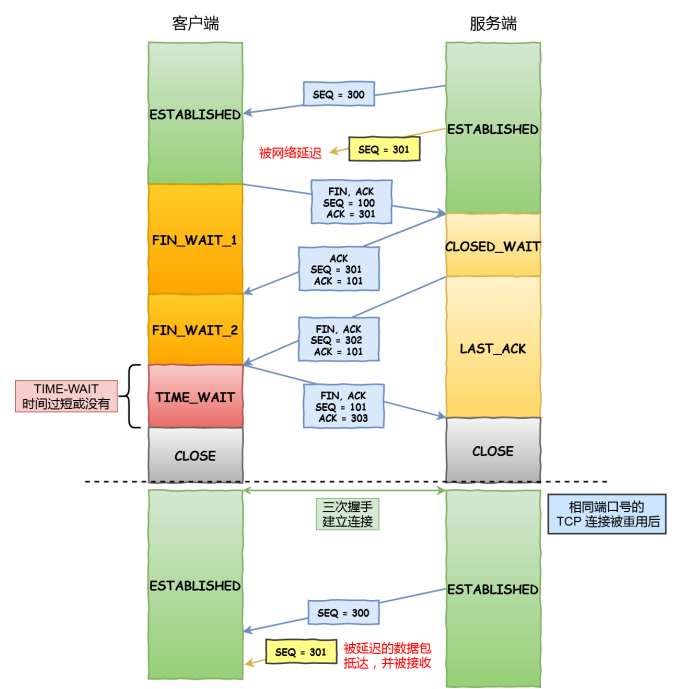 客户端
服务端
SEQ = 300
ESTABLISHED
ESTABLISHED
被网络延迟
SEQ = 301
FIN, ACK
SEQ = 100
ACK = 301
FIN_WAIT_1
CLOSED_WAIT
ACK
SEQ = 301
ACK = 101
FIN_WAIT_2
FIN, ACK
SEQ = 302
ACK = 101
LAST_ACK
TIME-WAIT
时间过短或没有
TIME_WAIT
FIN, ACK
SEQ = 101
ACK = 303
CLOSE
CLOSE
三次握手
建立连接
相同端口号的
TCP 连接被重用后
ESTABLISHED
ESTABLISHED
SEQ = 300
SEQ = 301
被延迟的数据包
抵达，并被接收